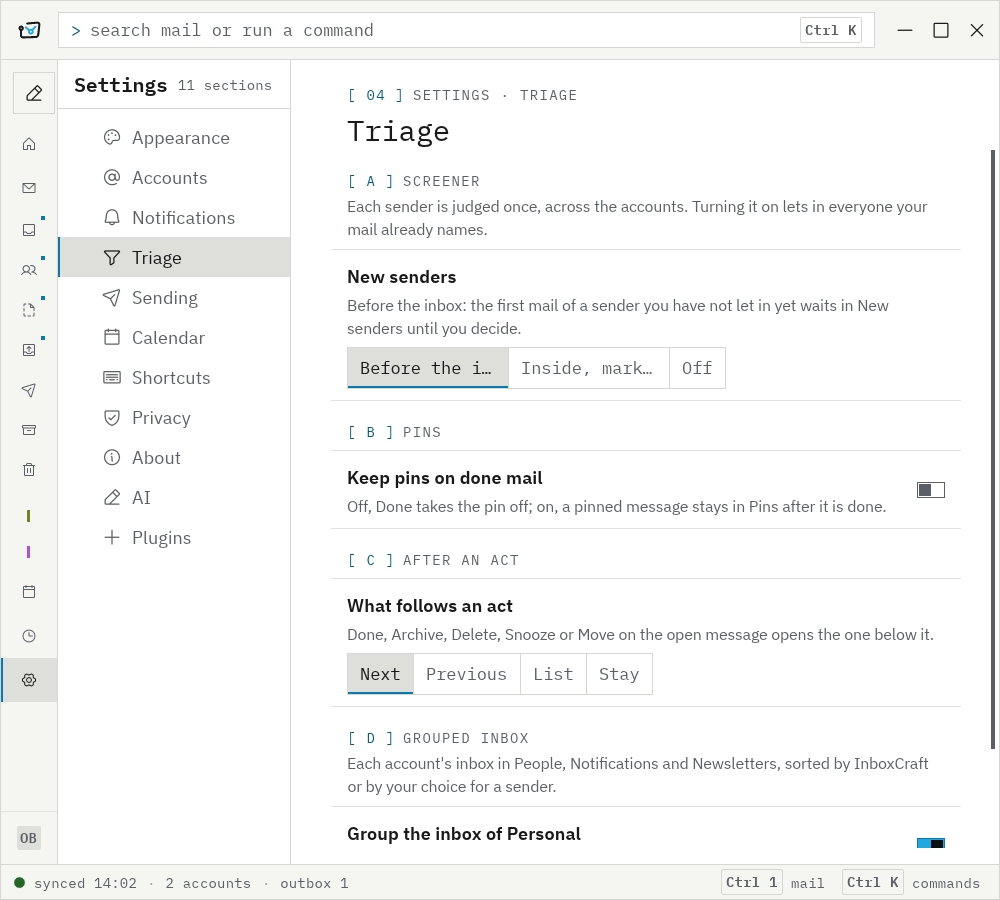 > search mail or run a command Ctrl K
Settings 11 sections
Appearance
Accounts
Notifications
Triage
Sending
Calendar
Shortcuts
Privacy
About
AI
Plugins
OB
[ 04 ] SETTINGS · TRIAGE
Triage
[ A ] SCREENER
Each sender is judged once, across the accounts. Turning it on lets in everyone your
mail already names.
New senders
Before the inbox: the first mail of a sender you have not let in yet waits in New
senders until you decide.
Before the i… Inside, mark… Off
[ B ] PINS
Keep pins on done mail
Off, Done takes the pin off; on, a pinned message stays in Pins after it is done.
[ C ] AFTER AN ACT
What follows an act
Done, Archive, Delete, Snooze or Move on the open message opens the one below it.
Next Previous List Stay
[ D ] GROUPED INBOX
Each account's inbox in People, Notifications and Newsletters, sorted by InboxCraft
or by your choice for a sender.
Group the inbox of Personal
synced 14:02 · 2 accounts · outbox 1 Ctrl 1 mail Ctrl K commands